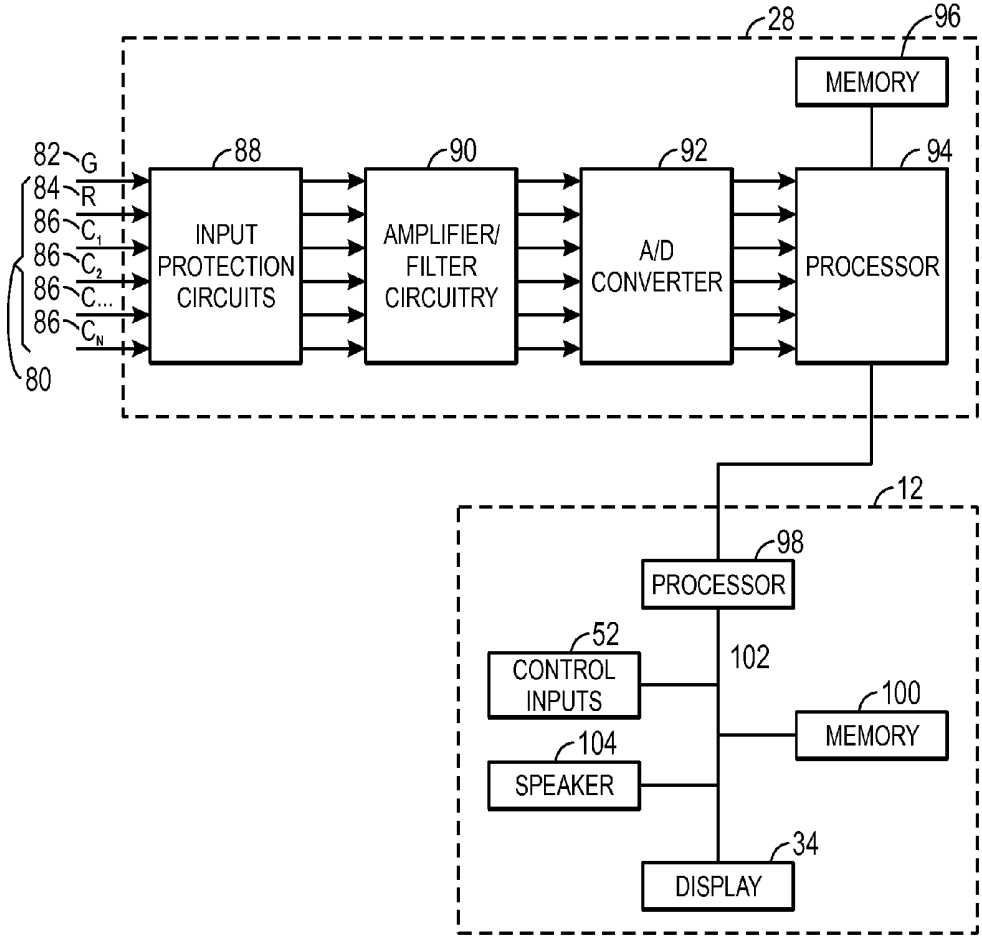 28
96
MEMORY
82 G
84 R
86 C1
86 C2
86 C...
86 CN
80
88
INPUT
PROTECTION
CIRCUITS
90
AMPLIFIER/
FILTER
CIRCUITRY
92
A/D
CONVERTER
94
PROCESSOR
12
98
PROCESSOR
52
CONTROL
INPUTS
102
100
MEMORY
104
SPEAKER
34
DISPLAY